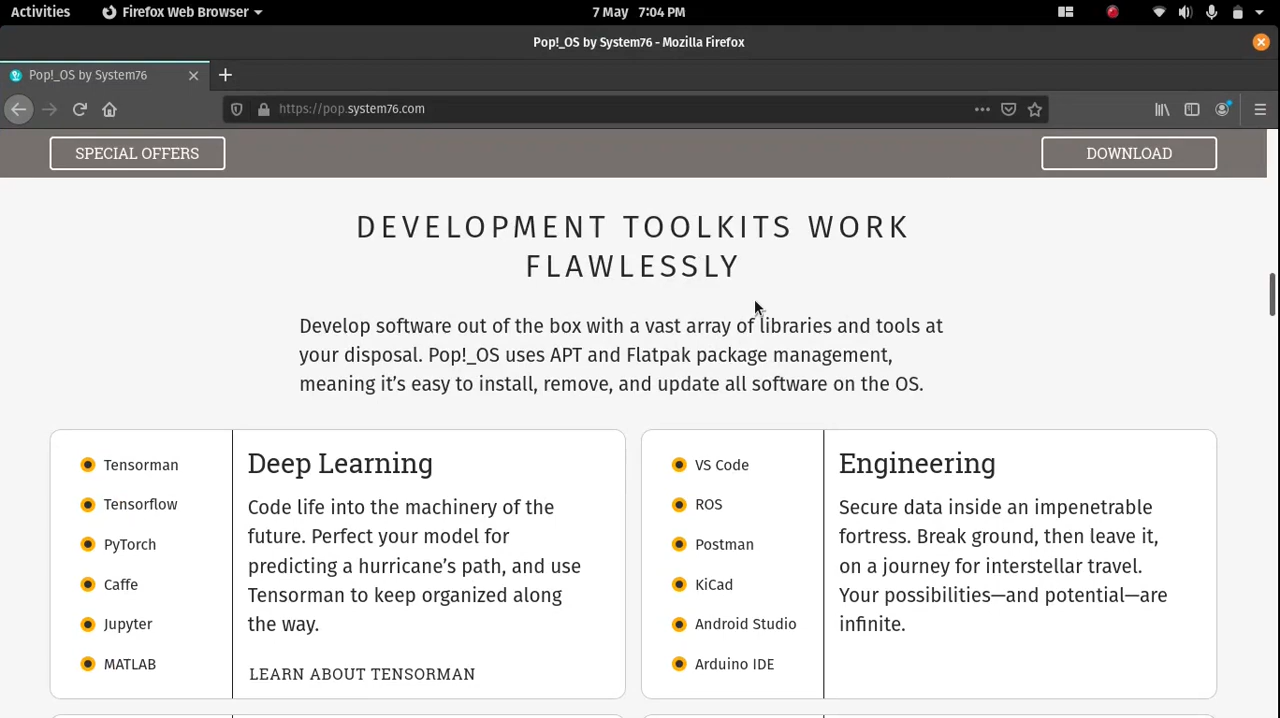 Activities
Firefox Web Browser
7 May 7:04 PM
Pop!_OS by System76 - Mozilla Firefox
Pop!_OS by System76
https://pop.system76.com
SPECIAL OFFERS
DOWNLOAD
DEVELOPMENT TOOLKITS WORK
FLAWLESSLY
Develop software out of the box with a vast array of libraries and tools at
your disposal. Pop!_OS uses APT and Flatpak package management,
meaning it’s easy to install, remove, and update all software on the OS.
Tensorman
Tensorflow
PyTorch
Caffe
Jupyter
MATLAB
Deep Learning
Code life into the machinery of the
future. Perfect your model for
predicting a hurricane’s path, and use
Tensorman to keep organized along
the way.
LEARN ABOUT TENSORMAN
VS Code
ROS
Postman
KiCad
Android Studio
Arduino IDE
Engineering
Secure data inside an impenetrable
fortress. Break ground, then leave it,
on a journey for interstellar travel.
Your possibilities—and potential—are
infinite.